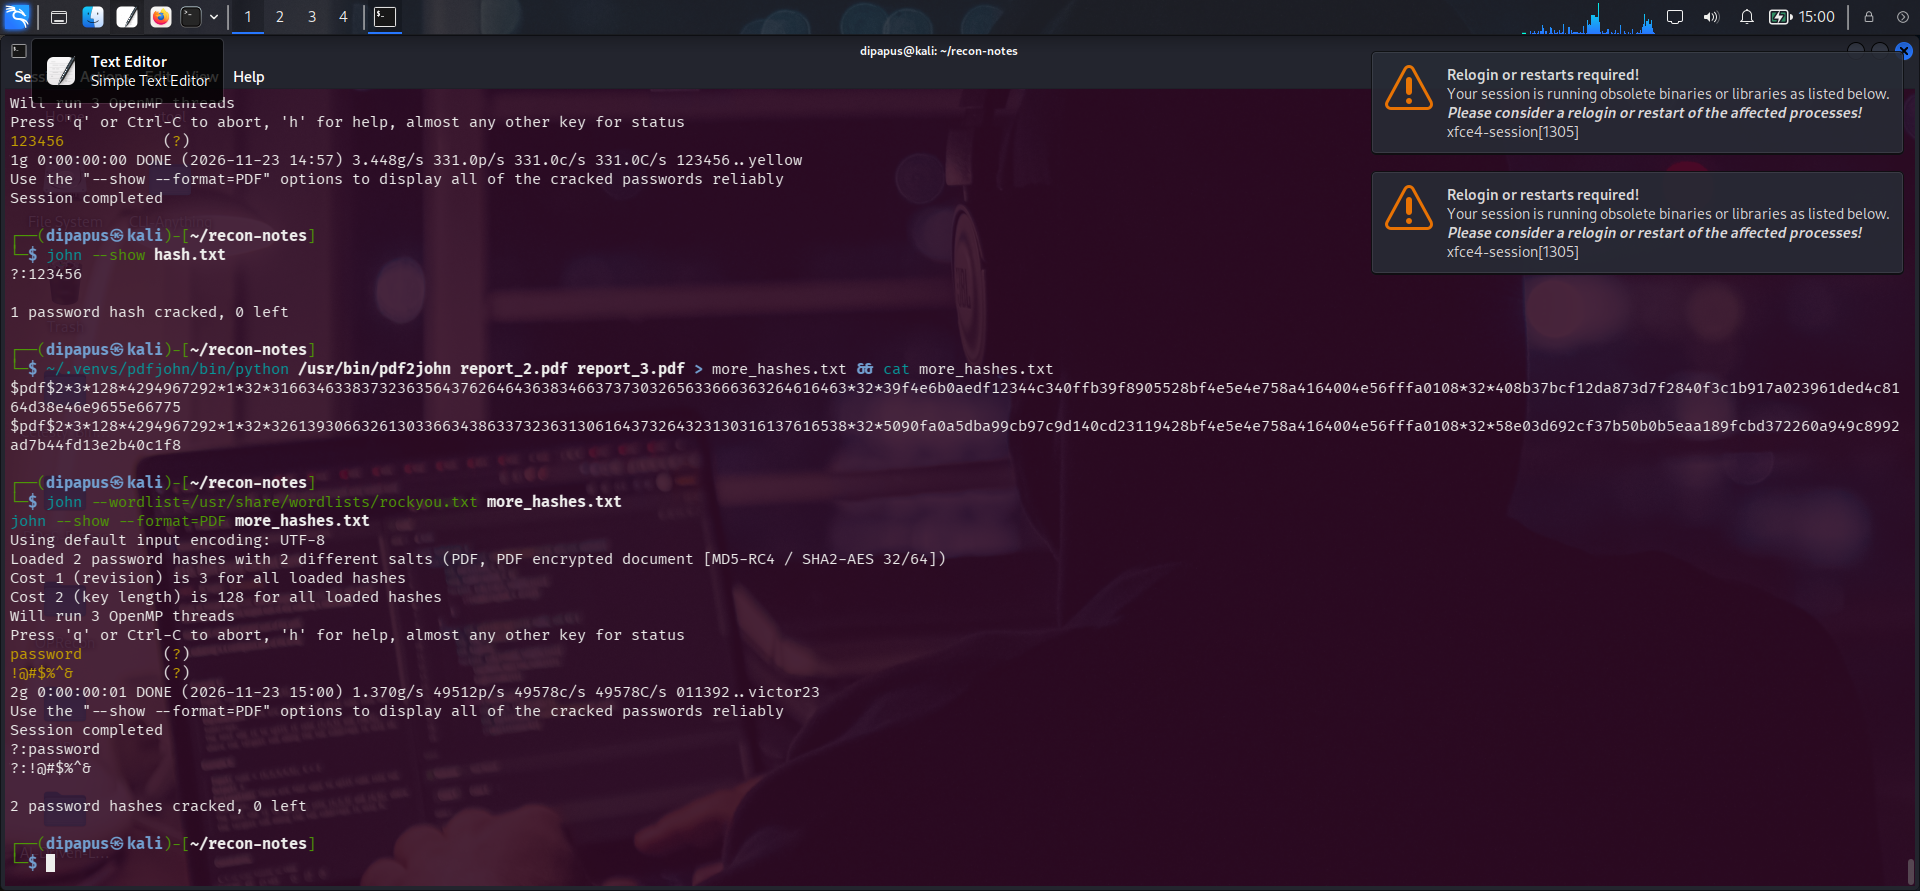 1 2 3 4
15:00
dipapus@kali: ~/recon-notes
Text Editor
Simple Text Editor
Help
Relogin or restarts required!
Your session is running obsolete binaries or libraries as listed below.
Please consider a relogin or restart of the affected processes!
xfce4-session[1305]
Relogin or restarts required!
Your session is running obsolete binaries or libraries as listed below.
Please consider a relogin or restart of the affected processes!
xfce4-session[1305]
Will run 3 OpenMP threads
Press 'q' or Ctrl-C to abort, 'h' for help, almost any other key for status
123456           (?)
1g 0:00:00:00 DONE (2026-11-23 14:57) 3.448g/s 331.0p/s 331.0c/s 331.0C/s 123456..yellow
Use the "--show --format=PDF" options to display all of the cracked passwords reliably
Session completed
┌──(dipapus㉿kali)-[~/recon-notes]
└─$ john --show hash.txt
?:123456
1 password hash cracked, 0 left
┌──(dipapus㉿kali)-[~/recon-notes]
└─$ ~/.venvs/pdfjohn/bin/python /usr/bin/pdf2john report_2.pdf report_3.pdf > more_hashes.txt && cat more_hashes.txt
$pdf$2*3*128*4294967292*1*32*3166346338373236356437626464363834663737303265633666363264616463*32*39f4e6b0aedf12344c340ffb39f8905528bf4e5e4e758a4164004e56fffa0108*32*408b37bcf12da873d7f2840f3c1b917a023961ded4c81
64d38e46e9655e66775
$pdf$2*3*128*4294967292*1*32*3261393066326130336634386337323631306164373264323130316137616538*32*5090fa0a5dba99cb97c9d140cd23119428bf4e5e4e758a4164004e56fffa0108*32*58e03d692cf37b50b0b5eaa189fcbd372260a949c8992
ad7b44fd13e2b40c1f8
┌──(dipapus㉿kali)-[~/recon-notes]
└─$ john --wordlist=/usr/share/wordlists/rockyou.txt more_hashes.txt
john --show --format=PDF more_hashes.txt
Using default input encoding: UTF-8
Loaded 2 password hashes with 2 different salts (PDF, PDF encrypted document [MD5-RC4 / SHA2-AES 32/64])
Cost 1 (revision) is 3 for all loaded hashes
Cost 2 (key length) is 128 for all loaded hashes
Will run 3 OpenMP threads
Press 'q' or Ctrl-C to abort, 'h' for help, almost any other key for status
password         (?)
!@#$%^&          (?)
2g 0:00:00:01 DONE (2026-11-23 15:00) 1.370g/s 49512p/s 49578c/s 49578C/s 011392..victor23
Use the "--show --format=PDF" options to display all of the cracked passwords reliably
Session completed
?:password
?:!@#$%^&
2 password hashes cracked, 0 left
┌──(dipapus㉿kali)-[~/recon-notes]
└─$